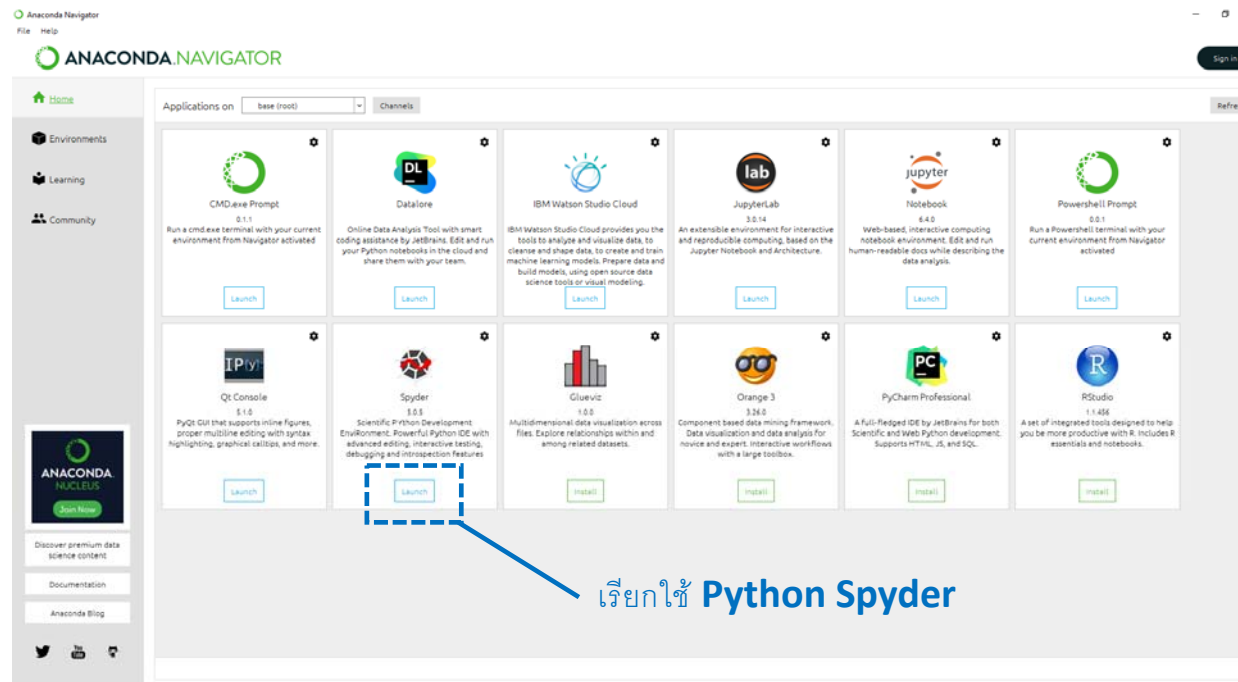 Anaconda Navigator
File Help
ANACONDA.NAVIGATOR
Sign in
Home
Environments
Learning
Community
Applications on base (root) Channels
Refre
CMD.exe Prompt
0.1.1
Run a cmd.exe terminal with your current
environment from Navigator activated
Launch
Datalore
Online Data Analysis Tool with smart
coding assistance by JetBrains. Edit and run
your Python notebooks in the cloud and
share them with your team.
Launch
IBM Watson Studio Cloud
IBM Watson Studio Cloud provides you the
tools to analyze and visualize data, to
cleanse and shape data, to create and train
machine learning models. Prepare data and
build models, using open source data
science tools or visual modeling.
Launch
lab
JupyterLab
3.0.14
An extensible environment for interactive
and reproducible computing, based on the
Jupyter Notebook and Architecture.
Launch
jupyter
Notebook
6.4.0
Web-based, interactive computing
notebook environment. Edit and run
human-readable docs while describing the
data analysis.
Launch
Powershell Prompt
0.0.1
Run a Powershell terminal with your
current environment from Navigator
activated
Launch
IP[y]:
Qt Console
5.1.0
PyQt GUI that supports inline figures,
proper multiline editing with syntax
highlighting, graphical calltips, and more.
Launch
Spyder
5.0.5
Scientific PYthon Development
EnviRonment. Powerful Python IDE with
advanced editing, interactive testing,
debugging and introspection features
Launch
Glueviz
1.0.0
Multidimensional data visualization across
files. Explore relationships within and
among related datasets.
Install
Orange 3
3.26.0
Component based data mining framework.
Data visualization and data analysis for
novice and expert. Interactive workflows
with a large toolbox.
Install
PC
PyCharm Professional
A full-fledged IDE by JetBrains for both
Scientific and Web Python development.
Supports HTML, JS, and SQL.
Install
R
RStudio
1.1.456
A set of integrated tools designed to help
you be more productive with R. Includes R
essentials and notebooks.
Install
DL
ANACONDA.
NUCLEUS
Join Now
Discover premium data
science content
Documentation
Anaconda Blog
You
Tube
เรียกใช้ Python Spyder